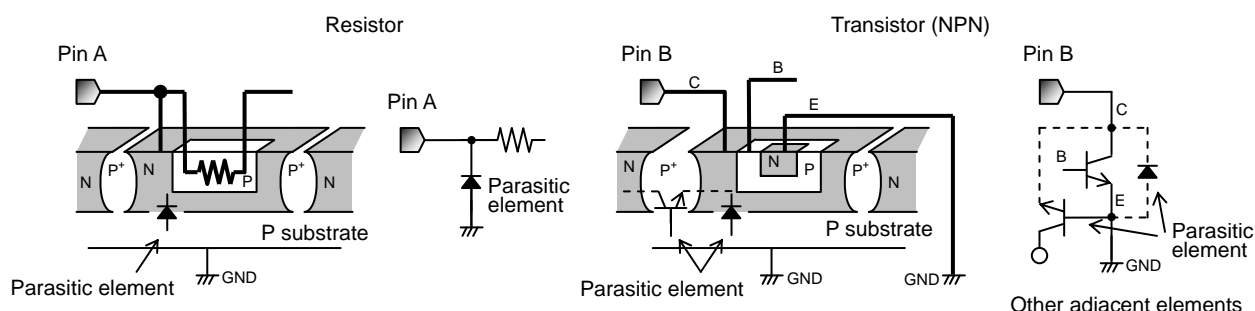 Resistor
Pin A
Pin A
N
P+
N
P
P+
N
Parasitic
element
P substrate
GND
Parasitic element
Transistor (NPN)
Pin B
C
B
E
N
P+
N
N
P
P+
N
P substrate
GND
GND
Parasitic element
Pin B
C
B
E
Parasitic
element
GND
Other adjacent elements